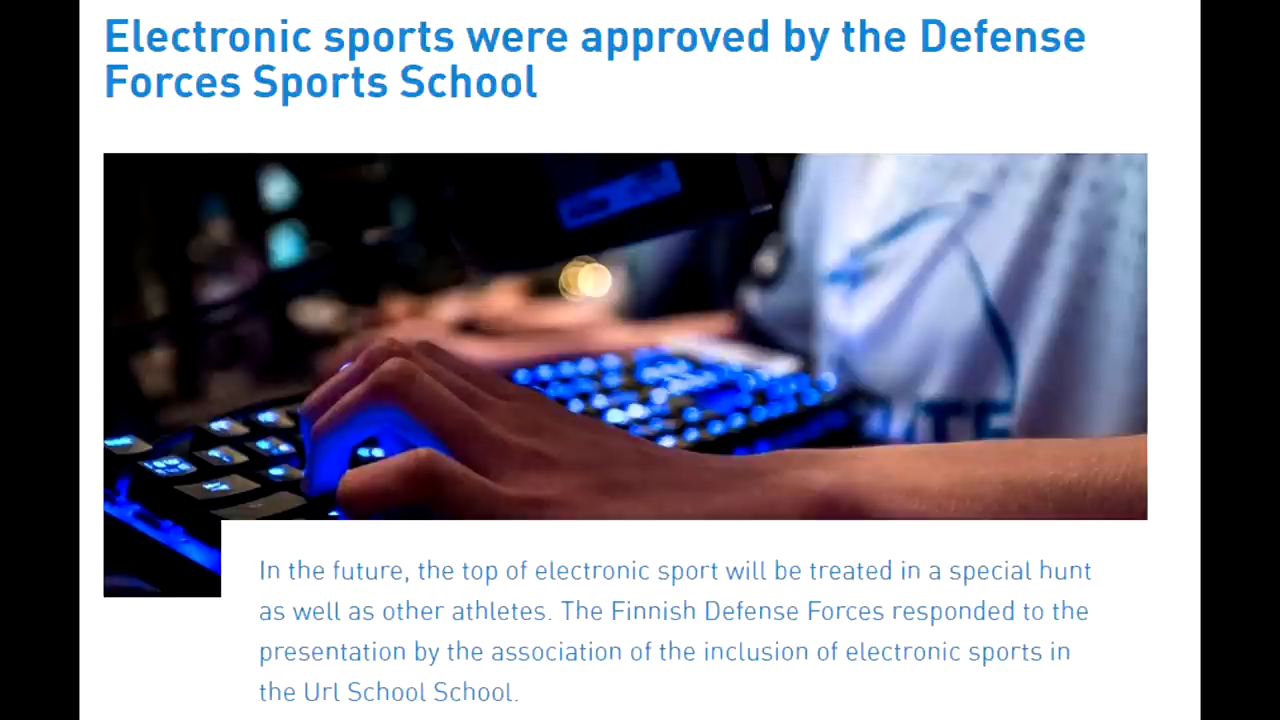 Electronic sports were approved by the Defense
Forces Sports School
In the future, the top of electronic sport will be treated in a special hunt
as well as other athletes. The Finnish Defense Forces responded to the
presentation by the association of the inclusion of electronic sports in
the Url School School.